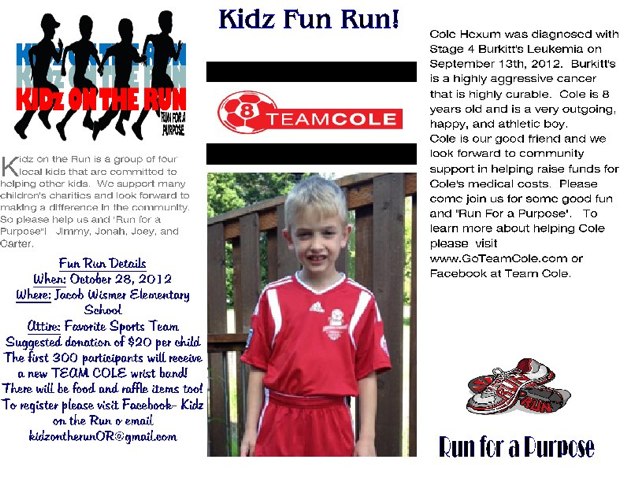 Kidz Fun Run!
KIDZ ON THE RUN
KIDZ ON THE RUN
KIDZ ON THE RUN
RUN FOR A
PURPOSE
Kidz on the Run is a group of four
local kids that are committed to
helping other kids. We support many
children's charities and look forward to
making a difference in the community.
So please help us and "Run for a
Purpose"! Jimmy, Jonah, Joey, and
Carter.
Fun Run Details
When: October 28, 2012
Where: Jacob Wismer Elementary
School
Attire: Favorite Sports Team
Suggested donation of $20 per child
The first 300 participants will receive
a new TEAM COLE wrist band!
There will be food and raffle items too!
To register please visit Facebook- Kidz
on the Run o email
kidzontherunOR@gmail.com
8 TEAMCOLE
Cole Hexum was diagnosed with
Stage 4 Burkitt's Leukemia on
September 13th, 2012. Burkitt's
is a highly aggressive cancer
that is highly curable. Cole is 8
years old and is a very outgoing,
happy, and athletic boy.
Cole is our good friend and we
look forward to community
support in helping raise funds for
Cole's medical costs. Please
come join us for some good fun
and "Run For a Purpose". To
learn more about helping Cole
please visit
www.GoTeamCole.com or
Facebook at Team Cole.
Run for a Purpose